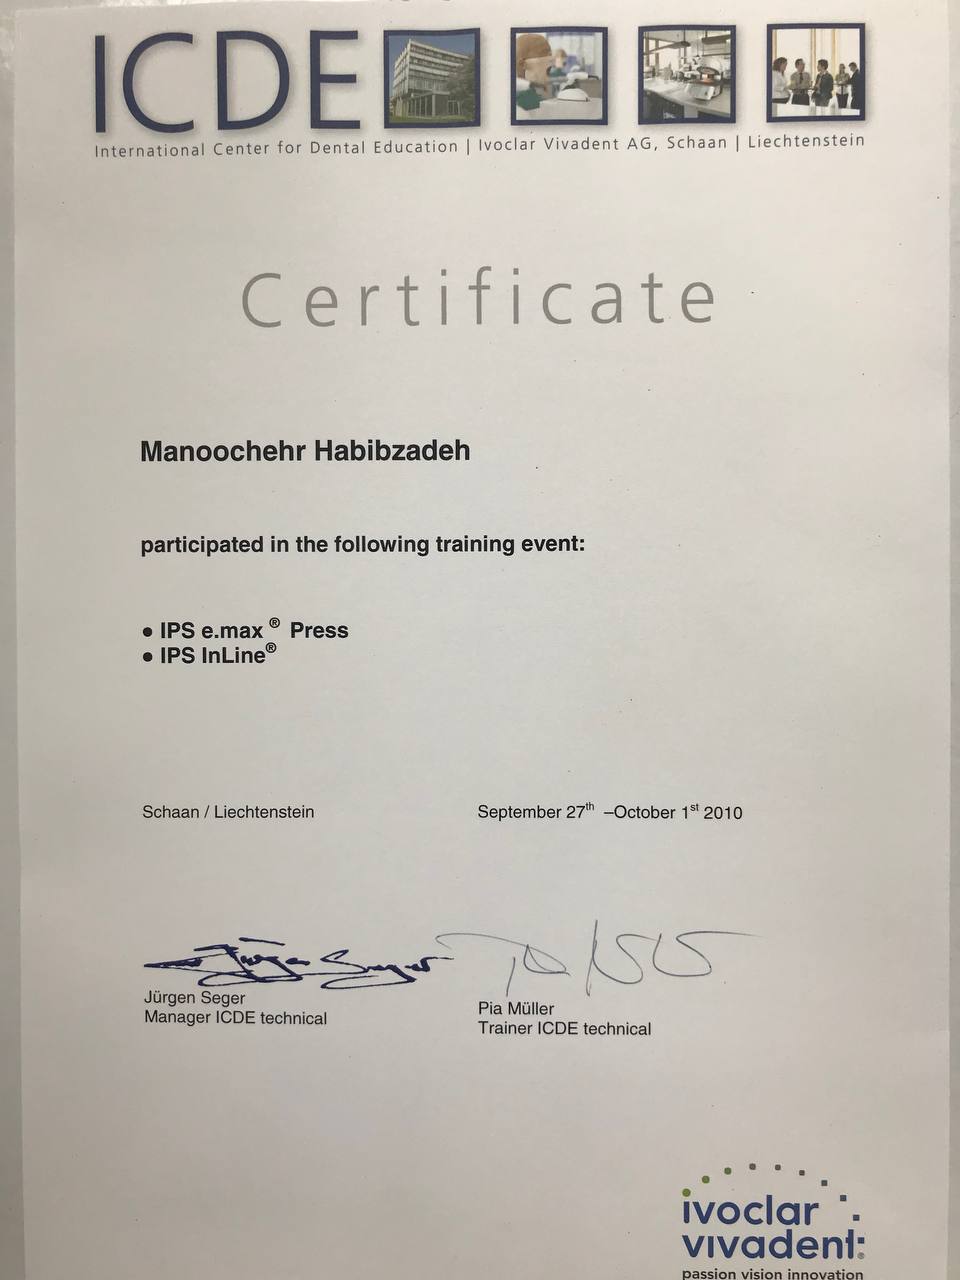 ICDE
International Center for Dental Education | Ivoclar Vivadent AG, Schaan | Liechtenstein
Certificate
Manoochehr Habibzadeh
participated in the following training event:
● IPS e.max ® Press
● IPS InLine®
Schaan / Liechtenstein September 27th –October 1st 2010
Jürgen Seger
Jürgen Seger
Manager ICDE technical
Pia Müller
Trainer ICDE technical
ivoclar
vivadent:®
passion vision innovation